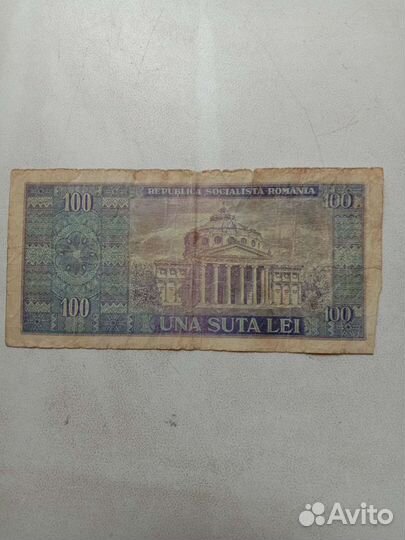 REPUBLICA SOCIALISTA ROMANIA
100 100
100 UNA SUTA LEI 100
Avito